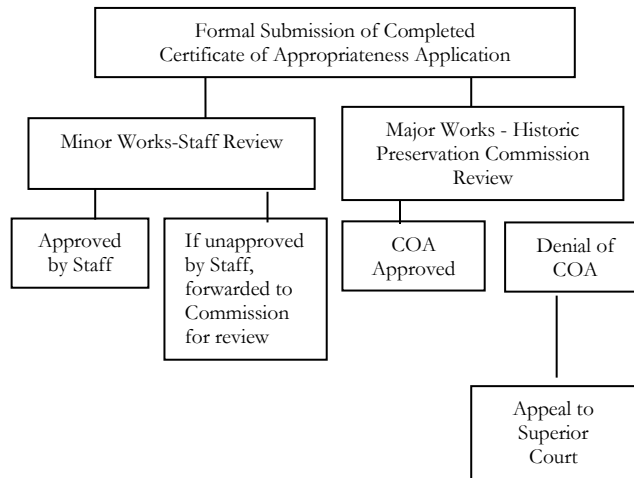 Formal Submission of Completed
Certificate of Appropriateness Application
Minor Works-Staff Review
Major Works - Historic
Preservation Commission
Review
Approved
by Staff
If unapproved
by Staff,
forwarded to
Commission
for review
COA
Approved
Denial of
COA
Appeal to
Superior
Court